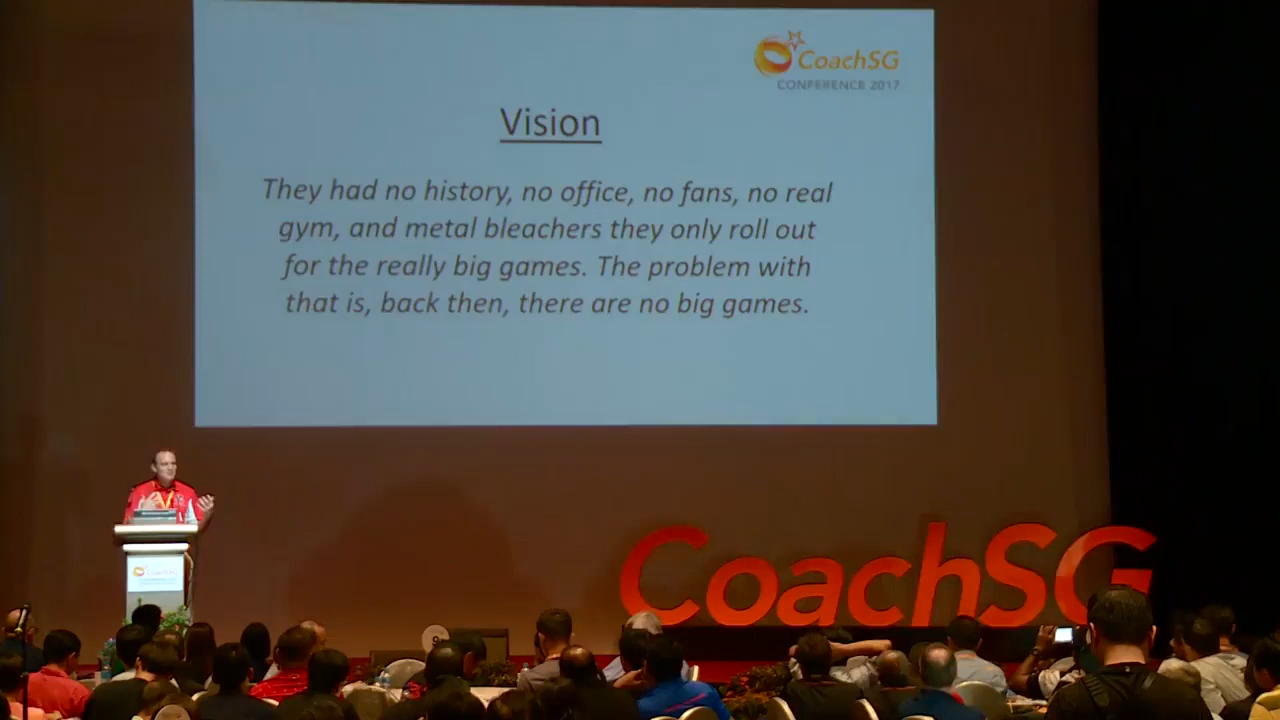 CoachSG
CONFERENCE 2017
Vision
They had no history, no office, no fans, no real
gym, and metal bleachers they only roll out
for the really big games. The problem with
that is, back then, there are no big games.
CoachSG